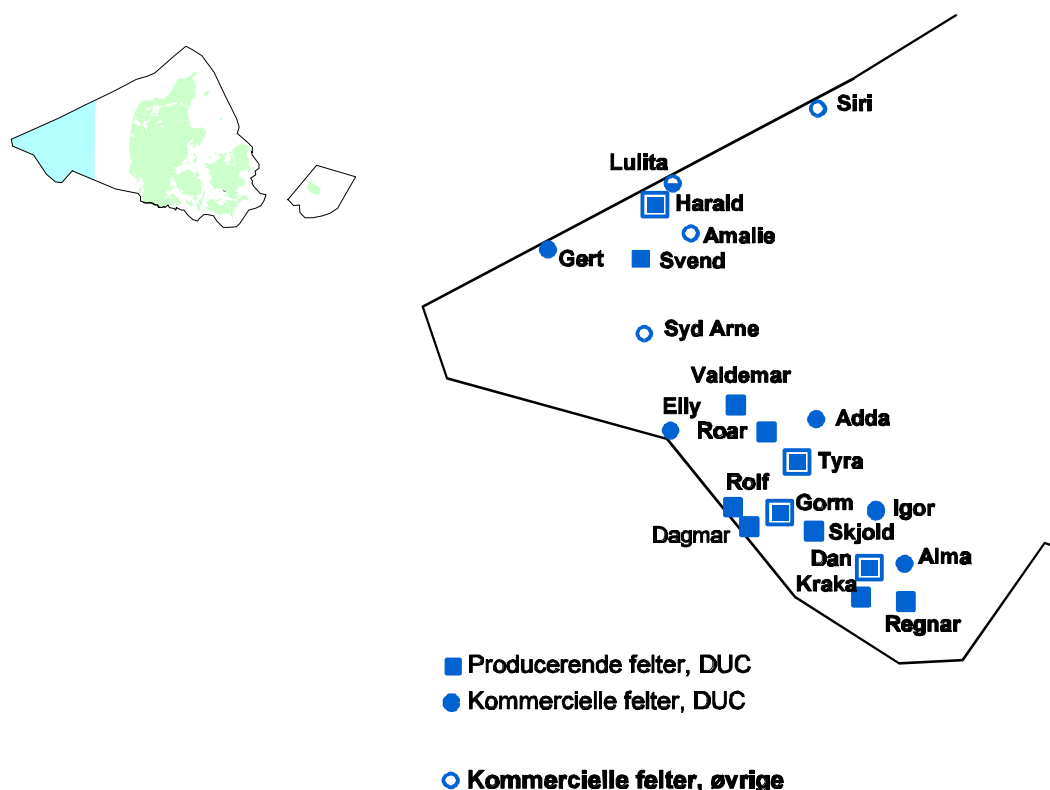 Siri
Lulita
Harald
Amalie
Gert
Svend
Syd Arne
Valdemar
Elly
Adda
Roar
Tyra
Rolf
Gorm
Igor
Dagmar
Skjold
Dan
Alma
Kraka
Regnar
Producerende felter, DUC
Kommercielle felter, DUC
Kommercielle felter, øvrige